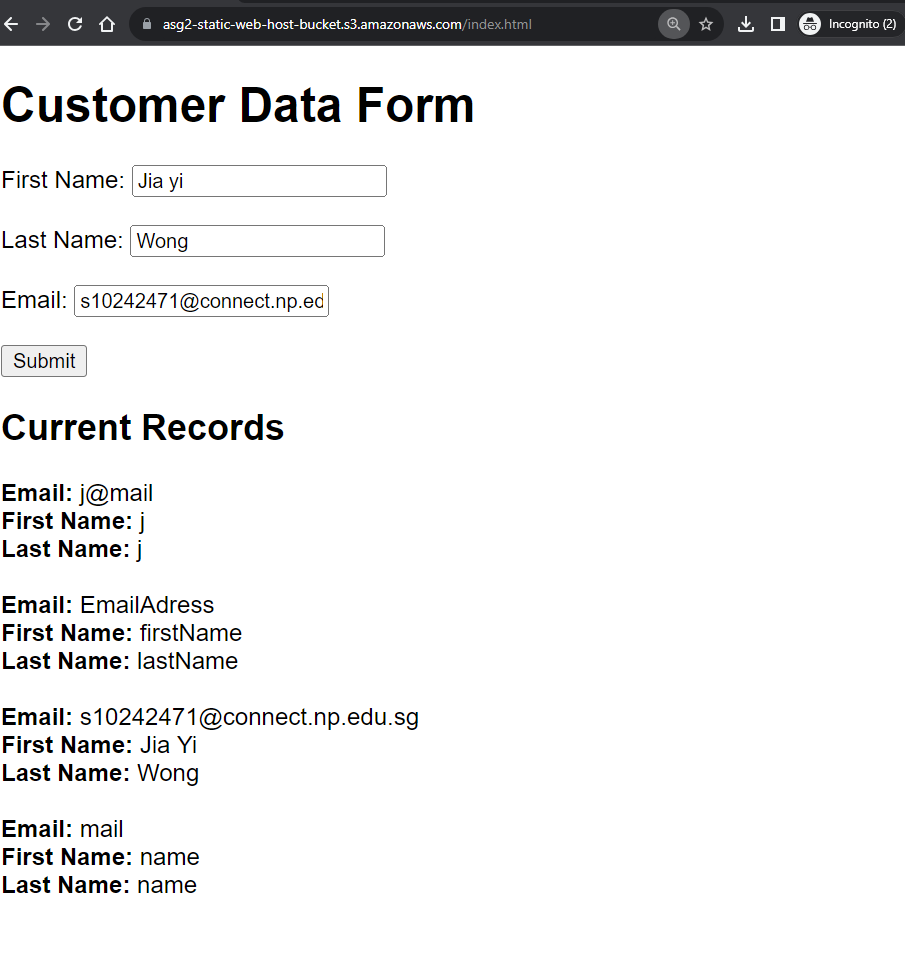 asg2-static-web-host-bucket.s3.amazonaws.com/index.html Incognito (2)
Customer Data Form
First Name: Jia yi
Last Name: Wong
Email: s10242471@connect.np.ed
Submit
Current Records
Email: j@mail
First Name: j
Last Name: j
Email: EmailAdress
First Name: firstName
Last Name: lastName
Email: s10242471@connect.np.edu.sg
First Name: Jia Yi
Last Name: Wong
Email: mail
First Name: name
Last Name: name